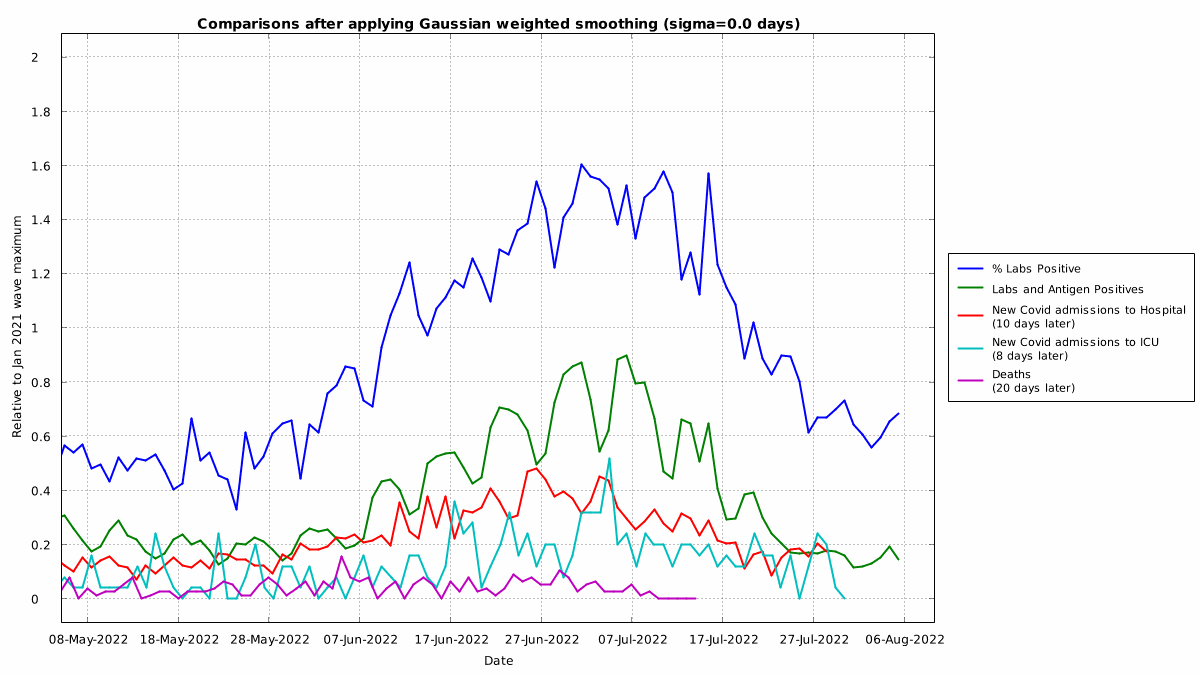 Comparisons after applying Gaussian weighted smoothing (sigma=0.0 days)
2
1.8
1.6
1.4
1.2
1
0.8
0.6
0.4
0.2
0
Relative to Jan 2021 wave maximum
08-May-2022 18-May-2022 28-May-2022 07-Jun-2022 17-Jun-2022 27-Jun-2022 07-Jul-2022 17-Jul-2022 27-Jul-2022 06-Aug-2022
Date
% Labs Positive
Labs and Antigen Positives
New Covid admissions to Hospital
(10 days later)
New Covid admissions to ICU
(8 days later)
Deaths
(20 days later)